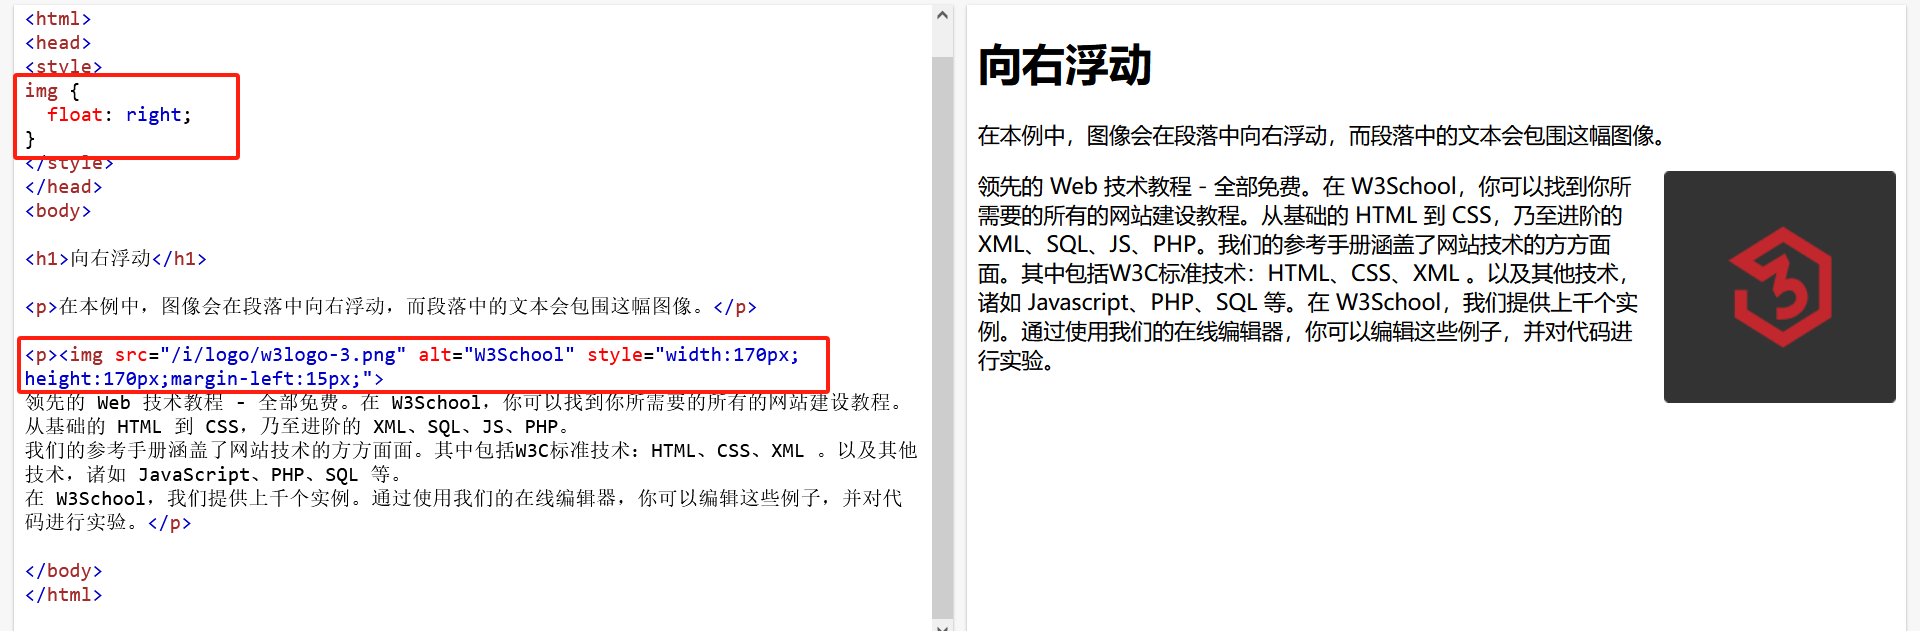 <html>
<head>
<style>
img {
  float: right;
}
</style>
</head>
<body>
<h1>向右浮动</h1>
<p>在本例中，图像会在段落中向右浮动，而段落中的文本会包围这幅图像。</p>
<p><img src="/i/logo/w3logo-3.png" alt="W3School" style="width:170px;
height:170px;margin-left:15px;">
领先的 Web 技术教程 - 全部免费。在 W3School，你可以找到你所需要的所有的网站建设教程。
从基础的 HTML 到 CSS，乃至进阶的 XML、SQL、JS、PHP。
我们的参考手册涵盖了网站技术的方方面面。其中包括W3C标准技术：HTML、CSS、XML 。以及其他
技术，诸如 JavaScript、PHP、SQL 等。
在 W3School，我们提供上千个实例。通过使用我们的在线编辑器，你可以编辑这些例子，并对代
码进行实验。</p>
</body>
</html>
向右浮动
在本例中，图像会在段落中向右浮动，而段落中的文本会包围这幅图像。
领先的 Web 技术教程 - 全部免费。在 W3School，你可以找到你所
需要的所有的网站建设教程。从基础的 HTML 到 CSS，乃至进阶的
XML、SQL、JS、PHP。我们的参考手册涵盖了网站技术的方方面
面。其中包括W3C标准技术：HTML、CSS、XML 。以及其他技术，
诸如 Javascript、PHP、SQL 等。在 W3School，我们提供上千个实
例。通过使用我们的在线编辑器，你可以编辑这些例子，并对代码进
行实验。
3